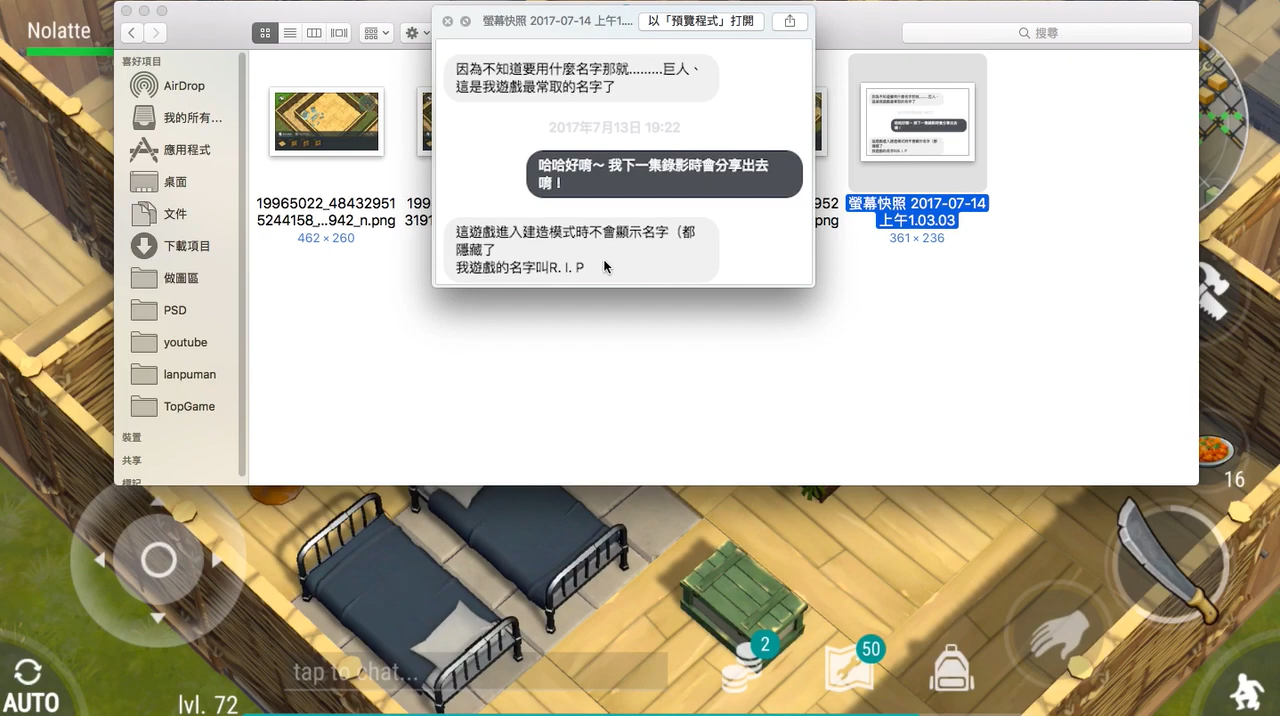 Nolatte
螢幕快照 2017-07-14 上午1....
以「預覽程式」打開
搜尋
喜好項目
AirDrop
我的所有...
應用程式
桌面
文件
下載項目
做圖區
PSD
youtube
lanpuman
TopGame
裝置
共享
標記
因為不知道要用什麼名字那就.........巨人、
這是我遊戲最常取的名字了
2017年7月13日 19:22
哈哈好唷～ 我下一集錄影時會分享出去
唷！
這遊戲進入建造模式時不會顯示名字（都
隱藏了
我遊戲的名字叫R. I. P
19965022_48432951
5244158_...942_n.png
462 × 260
199
3191
952
png
螢幕快照 2017-07-14
上午1.03.03
361 × 236
16
tap to chat...
2
50
AUTO
lvl. 72